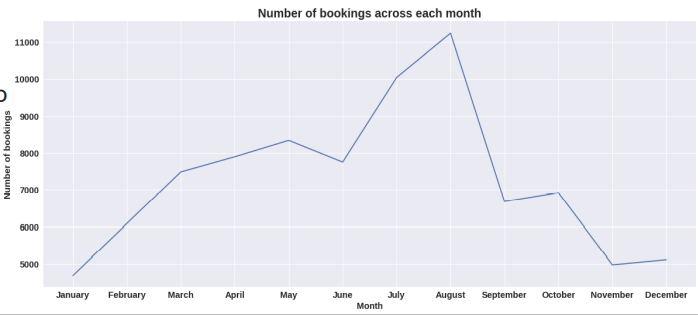 Number of bookings across each month
Number of bookings
11000
10000
9000
8000
7000
6000
5000
January February March April May June July August September October November December
Month